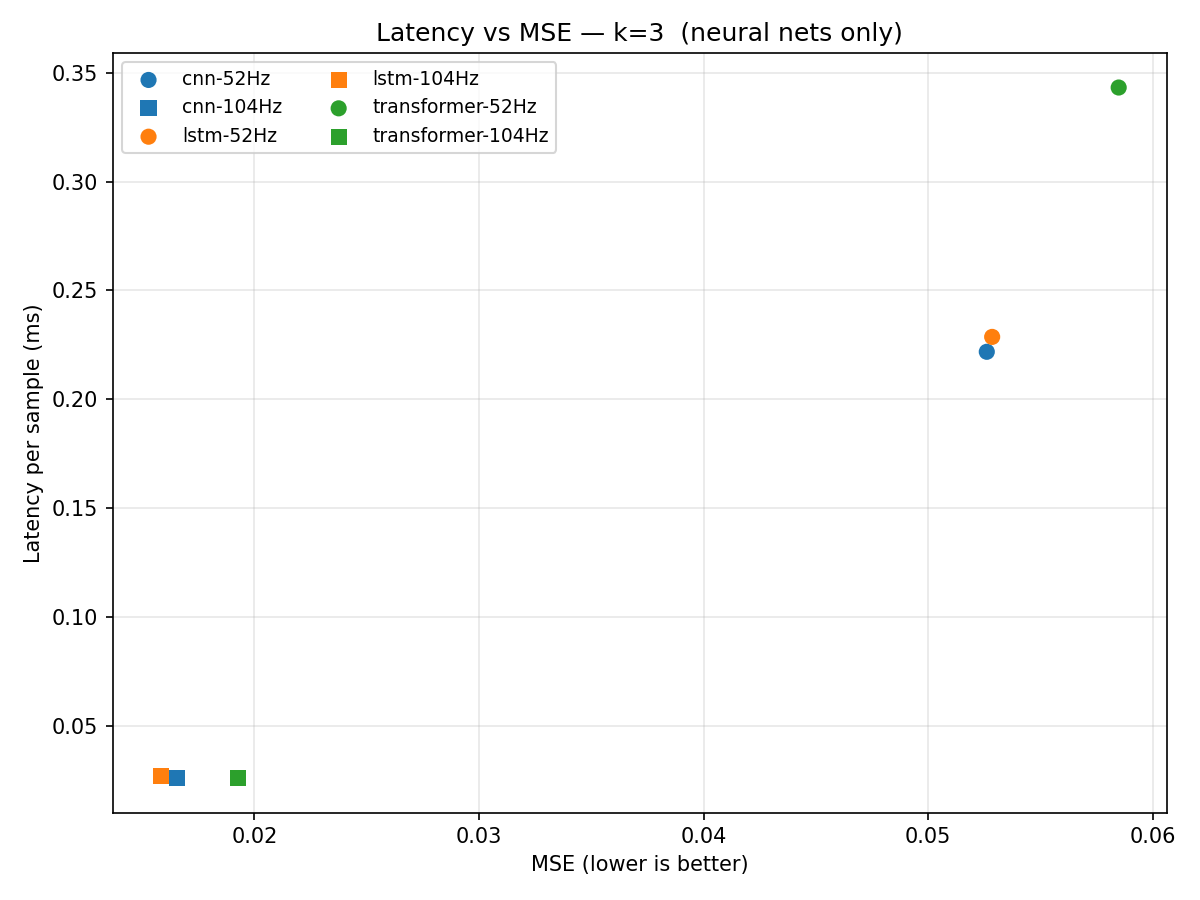 Latency vs MSE — k=3  (neural nets only)
cnn-52Hz
cnn-104Hz
lstm-52Hz
lstm-104Hz
transformer-52Hz
transformer-104Hz
Latency per sample (ms)
0.35
0.30
0.25
0.20
0.15
0.10
0.05
0.02 0.03 0.04 0.05 0.06
MSE (lower is better)